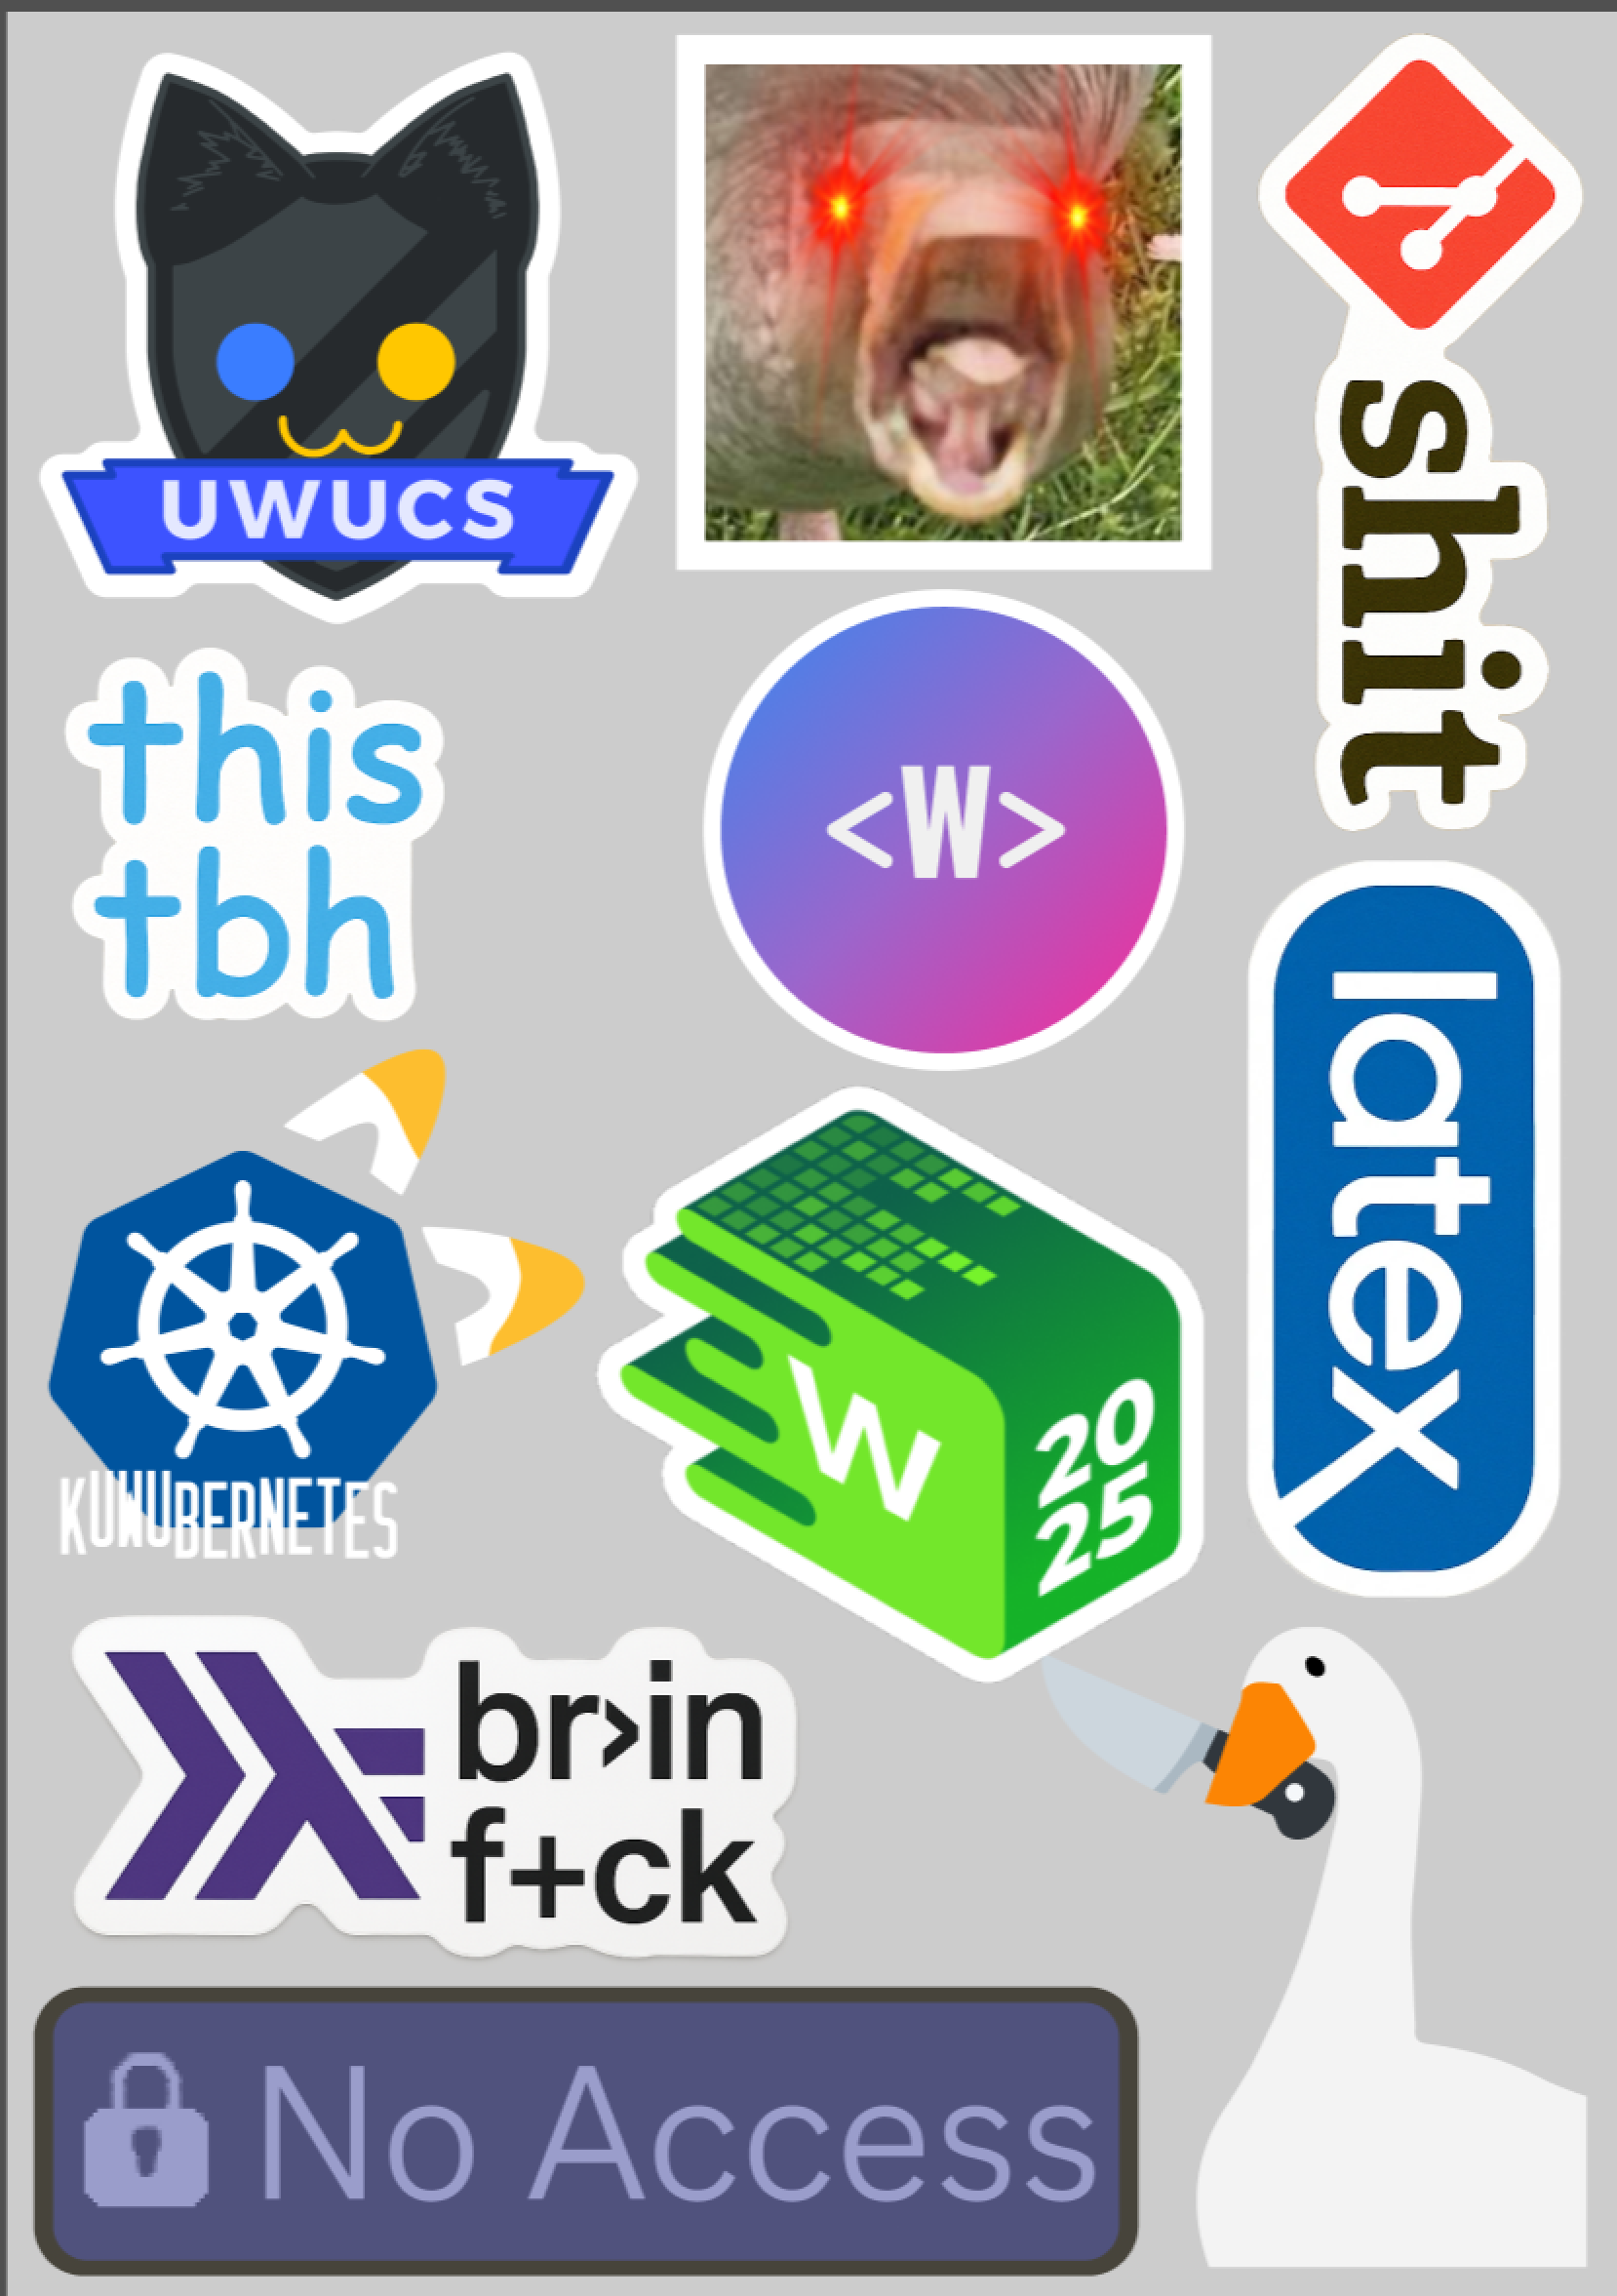 UWUCS
shit
this
tbh
<W>
latex
KUWUBERNETES
W
20
25
br›in
f+ck
No Access